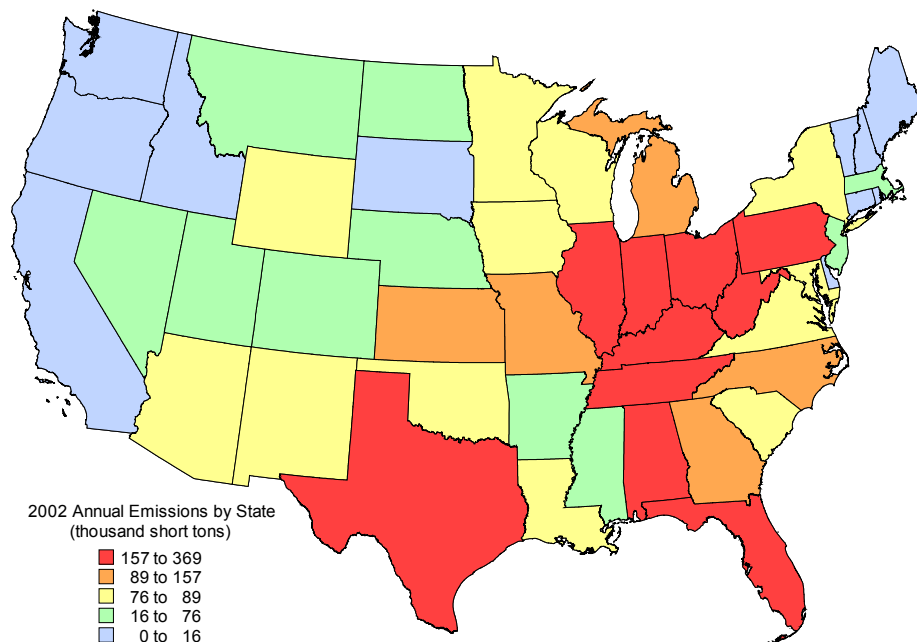 2002 Annual Emissions by State
(thousand short tons)
157 to 369
89 to 157
76 to 89
16 to 76
0 to 16